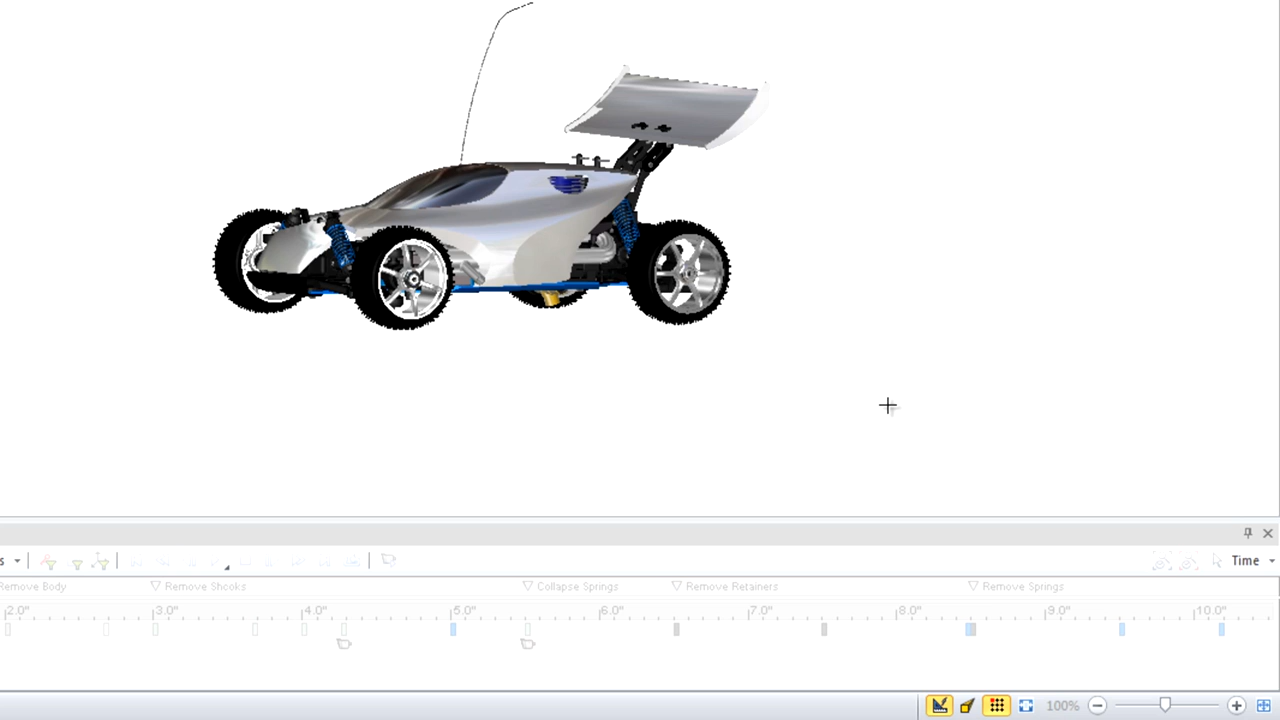 s Time
Remove Body Remove Shcoks Collapse Springs Remove Retainers Remove Springs
2.0" 3.0" 4.0" 5.0" 6.0" 7.0" 8.0" 9.0" 10.0"
100%